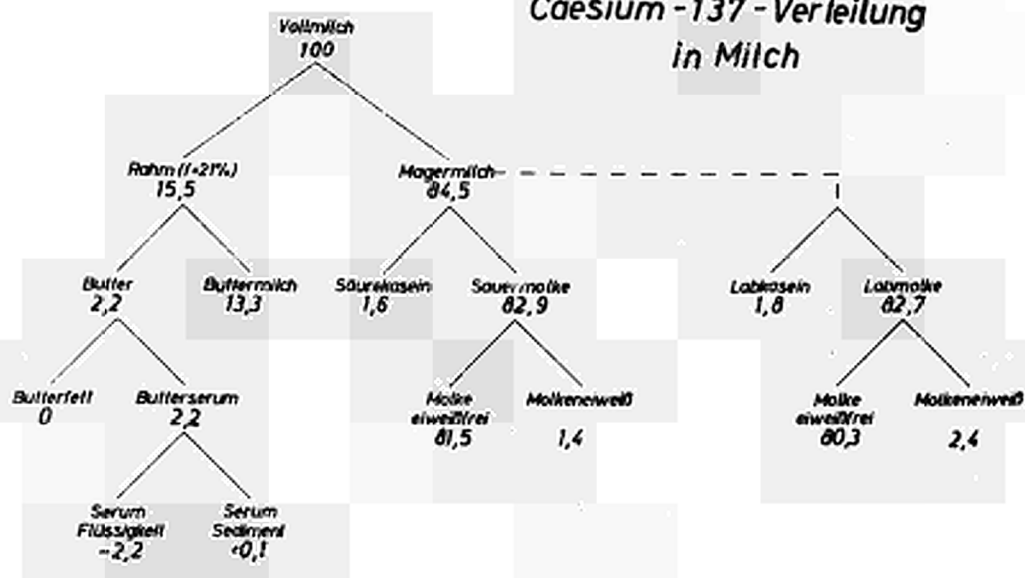 Caesium-137-Verteilung
in Milch
Vollmilch
100
Rahm (f=21%)
15,5
Magermilch
84,5
Butter
2,2
Buttermilch
13,3
Säurekasein
1,6
Sauermolke
82,9
Labkasein
1,8
Labmolke
82,7
Butterfett
0
Butterserum
2,2
Molke
eiweißfrei
81,5
Molkeneiweiß
1,4
Molke
eiweißfrei
80,3
Molkeneiweiß
2,4
Serum
Flüssigkeit
~2,2
Serum
Sediment
<0,1